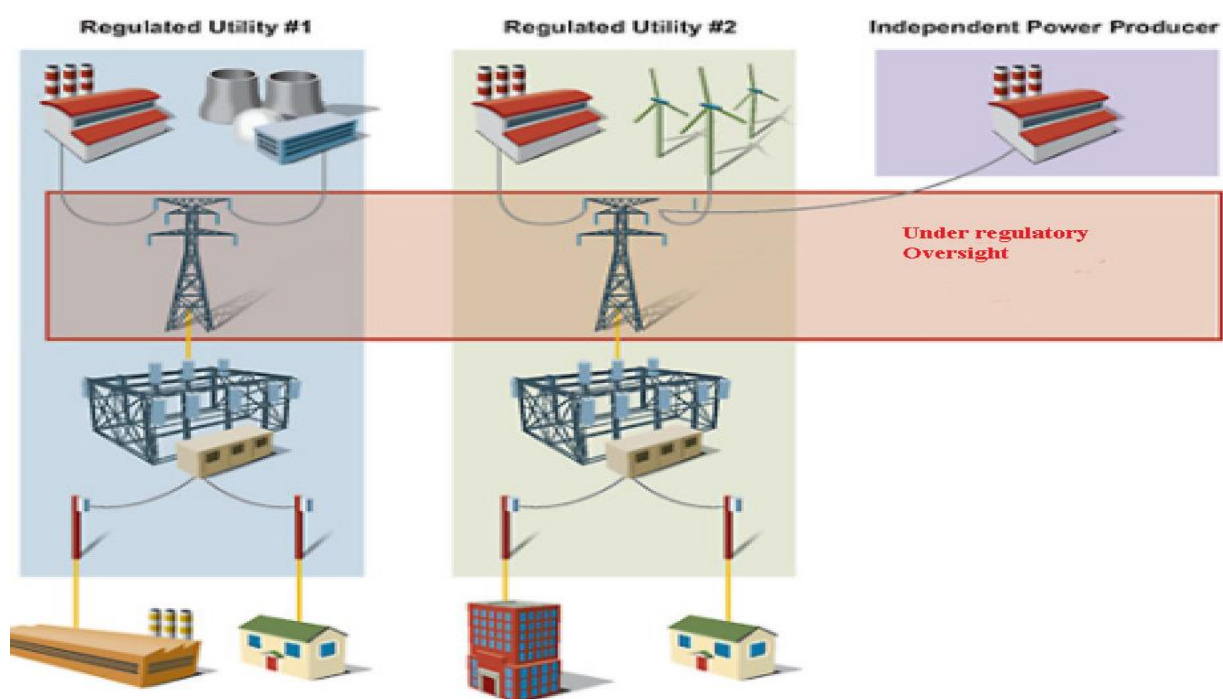 Regulated Utility #1
Regulated Utility #2
Independent Power Producer
Under regulatory
Oversight